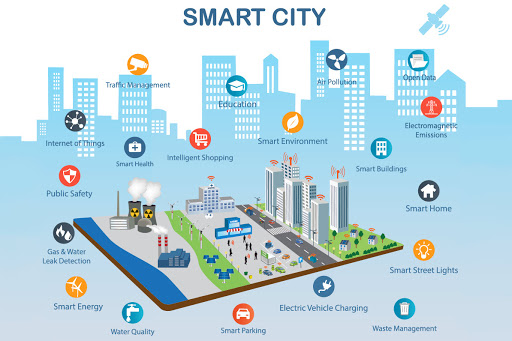 SMART CITY
Traffic Management
Education
Air Pollution
Open Data
Internet of Things
Smart Health
Intelligent Shopping
Smart Environment
Smart Buildings
Electromagnetic
Emissions
Public Safety
Smart Home
Gas & Water
Leak Detection
Smart Street Lights
Smart Energy
Water Quality
Smart Parking
Electric Vehicle Charging
Waste Management